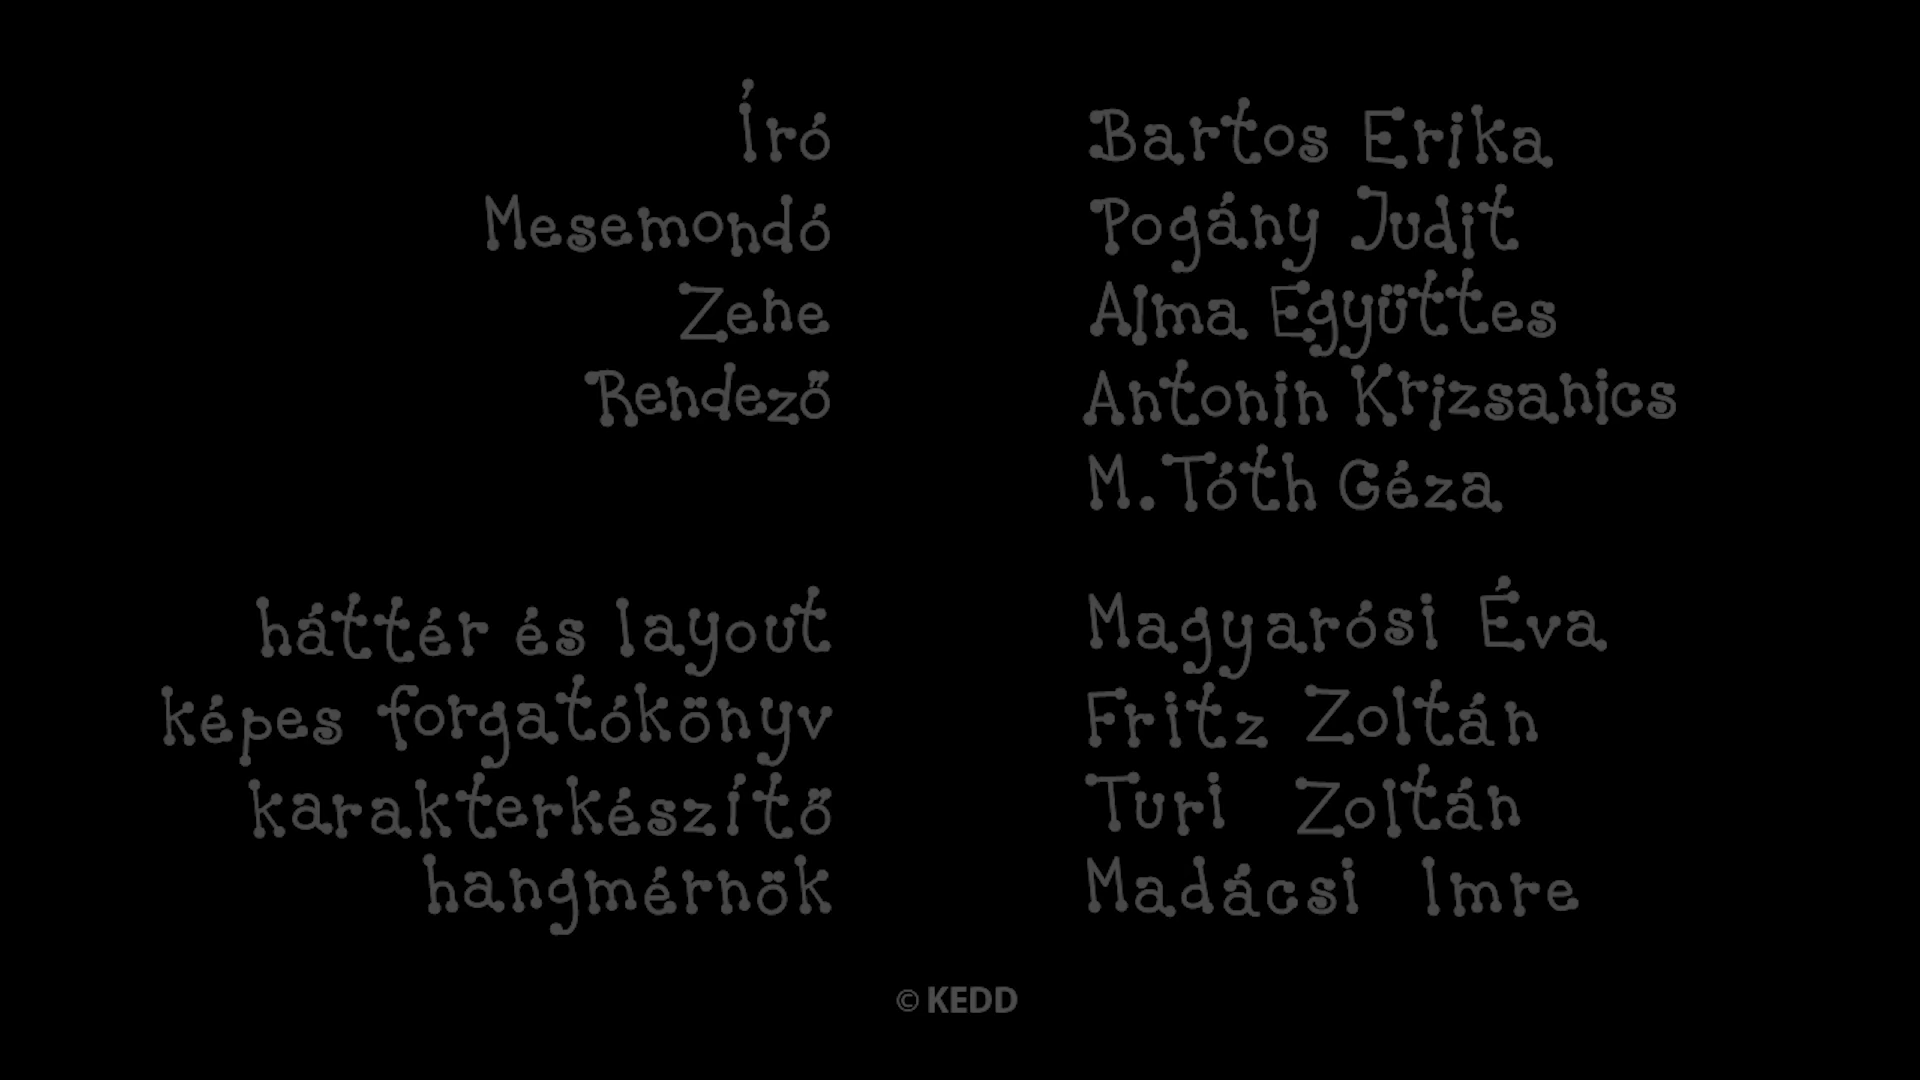 Író Bartos Erika
Mesemondó Pogány Judit
Zene Alma Együttes
Rendező Antonin Krizsanics
M. Tóth Géza
háttér és layout Magyarósi Éva
képes forgatókönyv Fritz Zoltán
karakterkészítő Turi Zoltán
hangmérnök Madácsi Imre
© KEDD